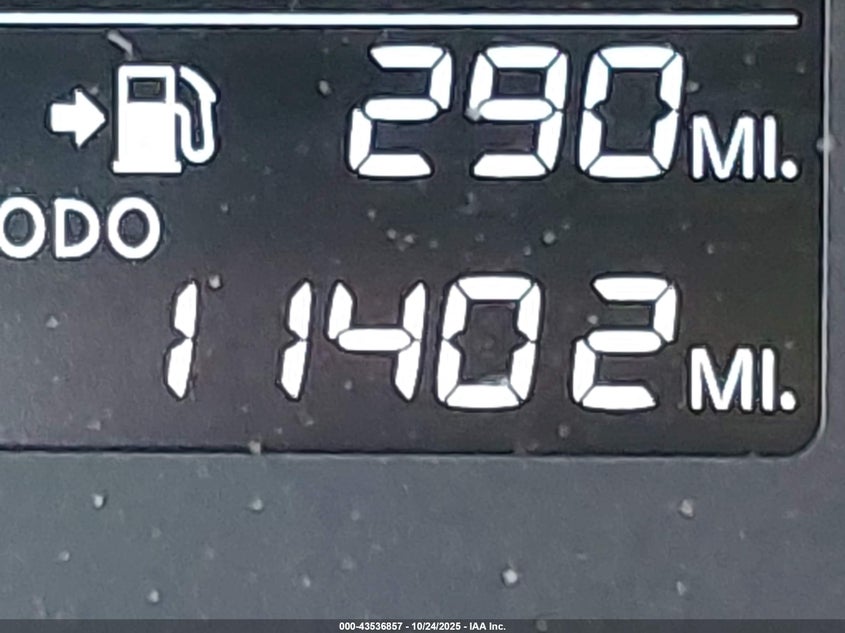 290 MI.
ODO
11402 MI.
000-43536857 - 10/24/2025 - IAA Inc.